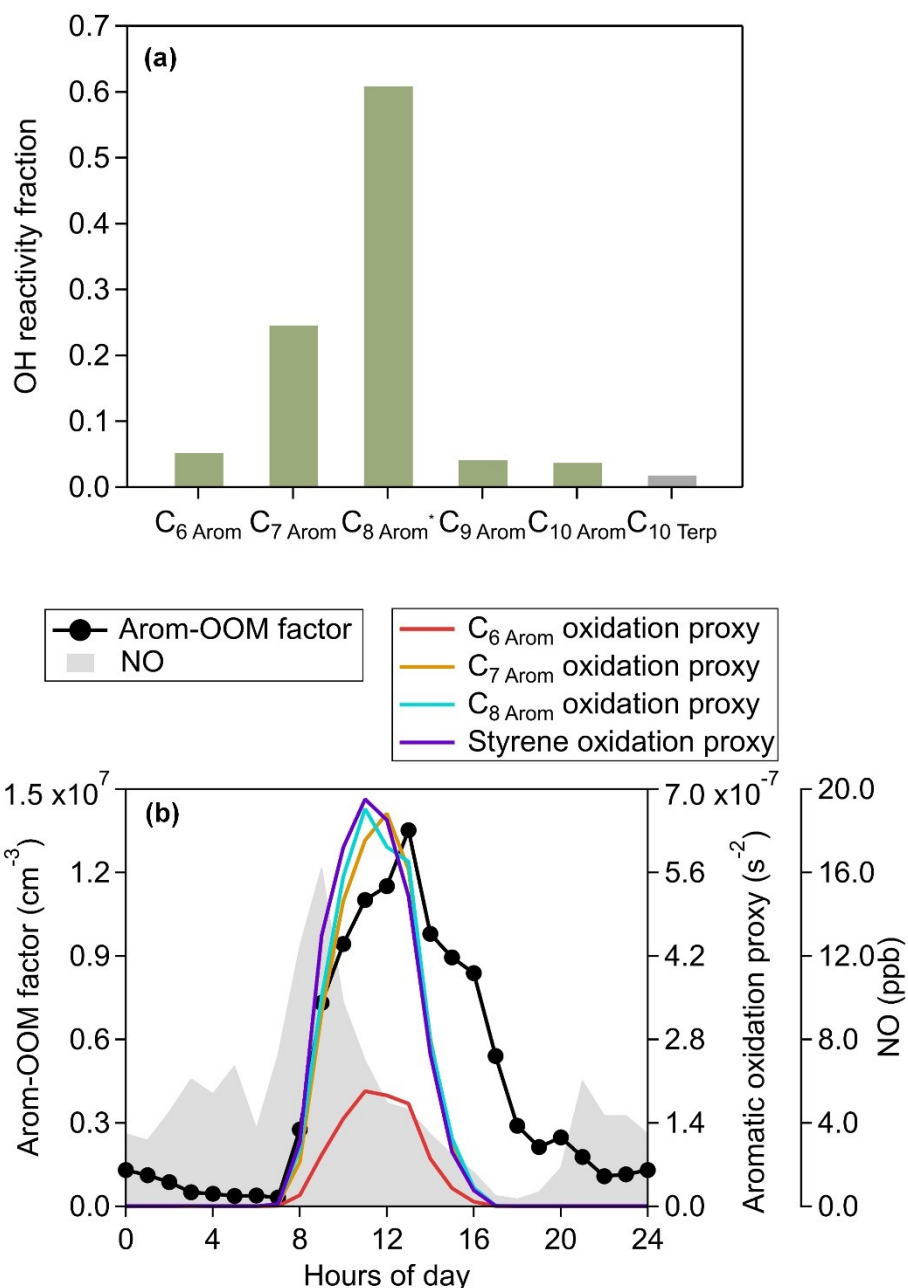 (a)
OH reactivity fraction
0.7
0.6
0.5
0.4
0.3
0.2
0.1
0.0
C6 Arom C7 Arom C8 Arom* C9 Arom C10 Arom C10 Terp
Arom-OOM factor
NO
C6 Arom oxidation proxy
C7 Arom oxidation proxy
C8 Arom oxidation proxy
Styrene oxidation proxy
(b)
Arom-OOM factor (cm-3)
1.5 x10^7
1.2
0.9
0.6
0.3
0.0
7.0 x10^-7
5.6
4.2
2.8
1.4
0.0
Aromatic oxidation proxy (s-2)
20.0
16.0
12.0
8.0
4.0
0.0
NO (ppb)
0 4 8 12 16 20 24
Hours of day